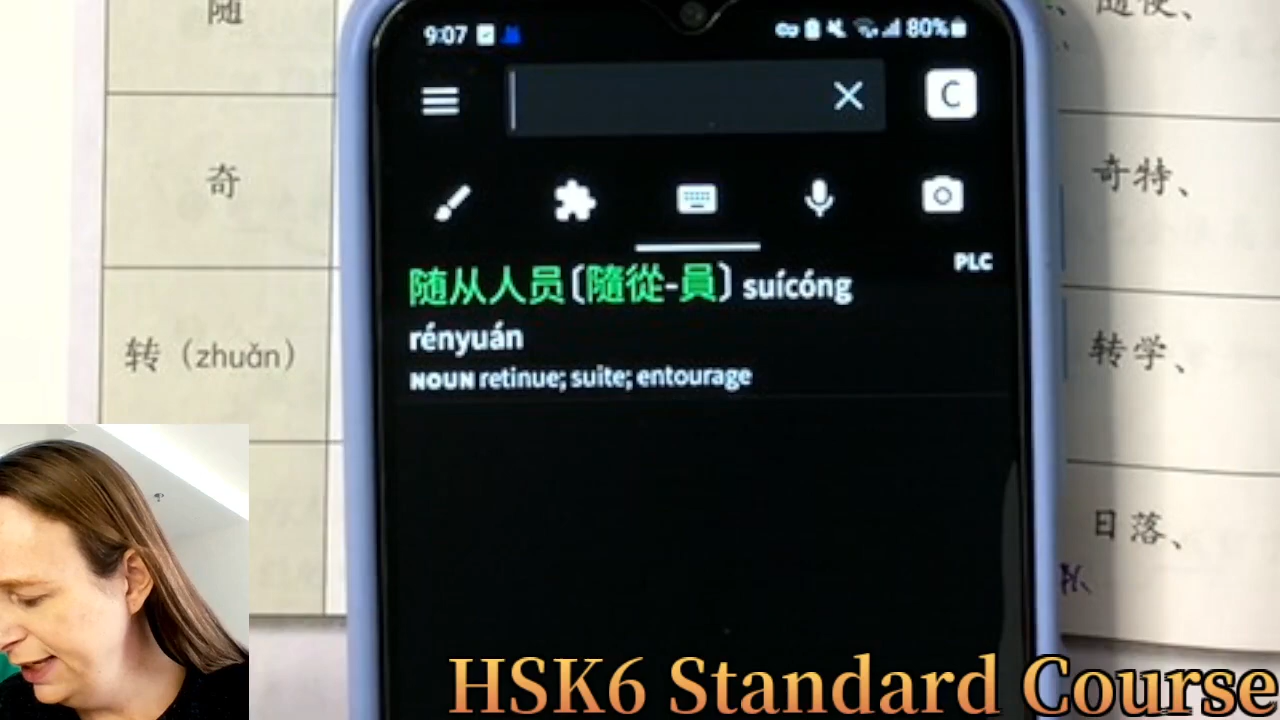 随
随便、
9:07
80%
C
奇
奇特、
PLC
随从人员〔隨從-員〕 suícóng
rényuán
NOUN retinue; suite; entourage
转（zhuǎn）
转学、
日落、
HSK6 Standard Course